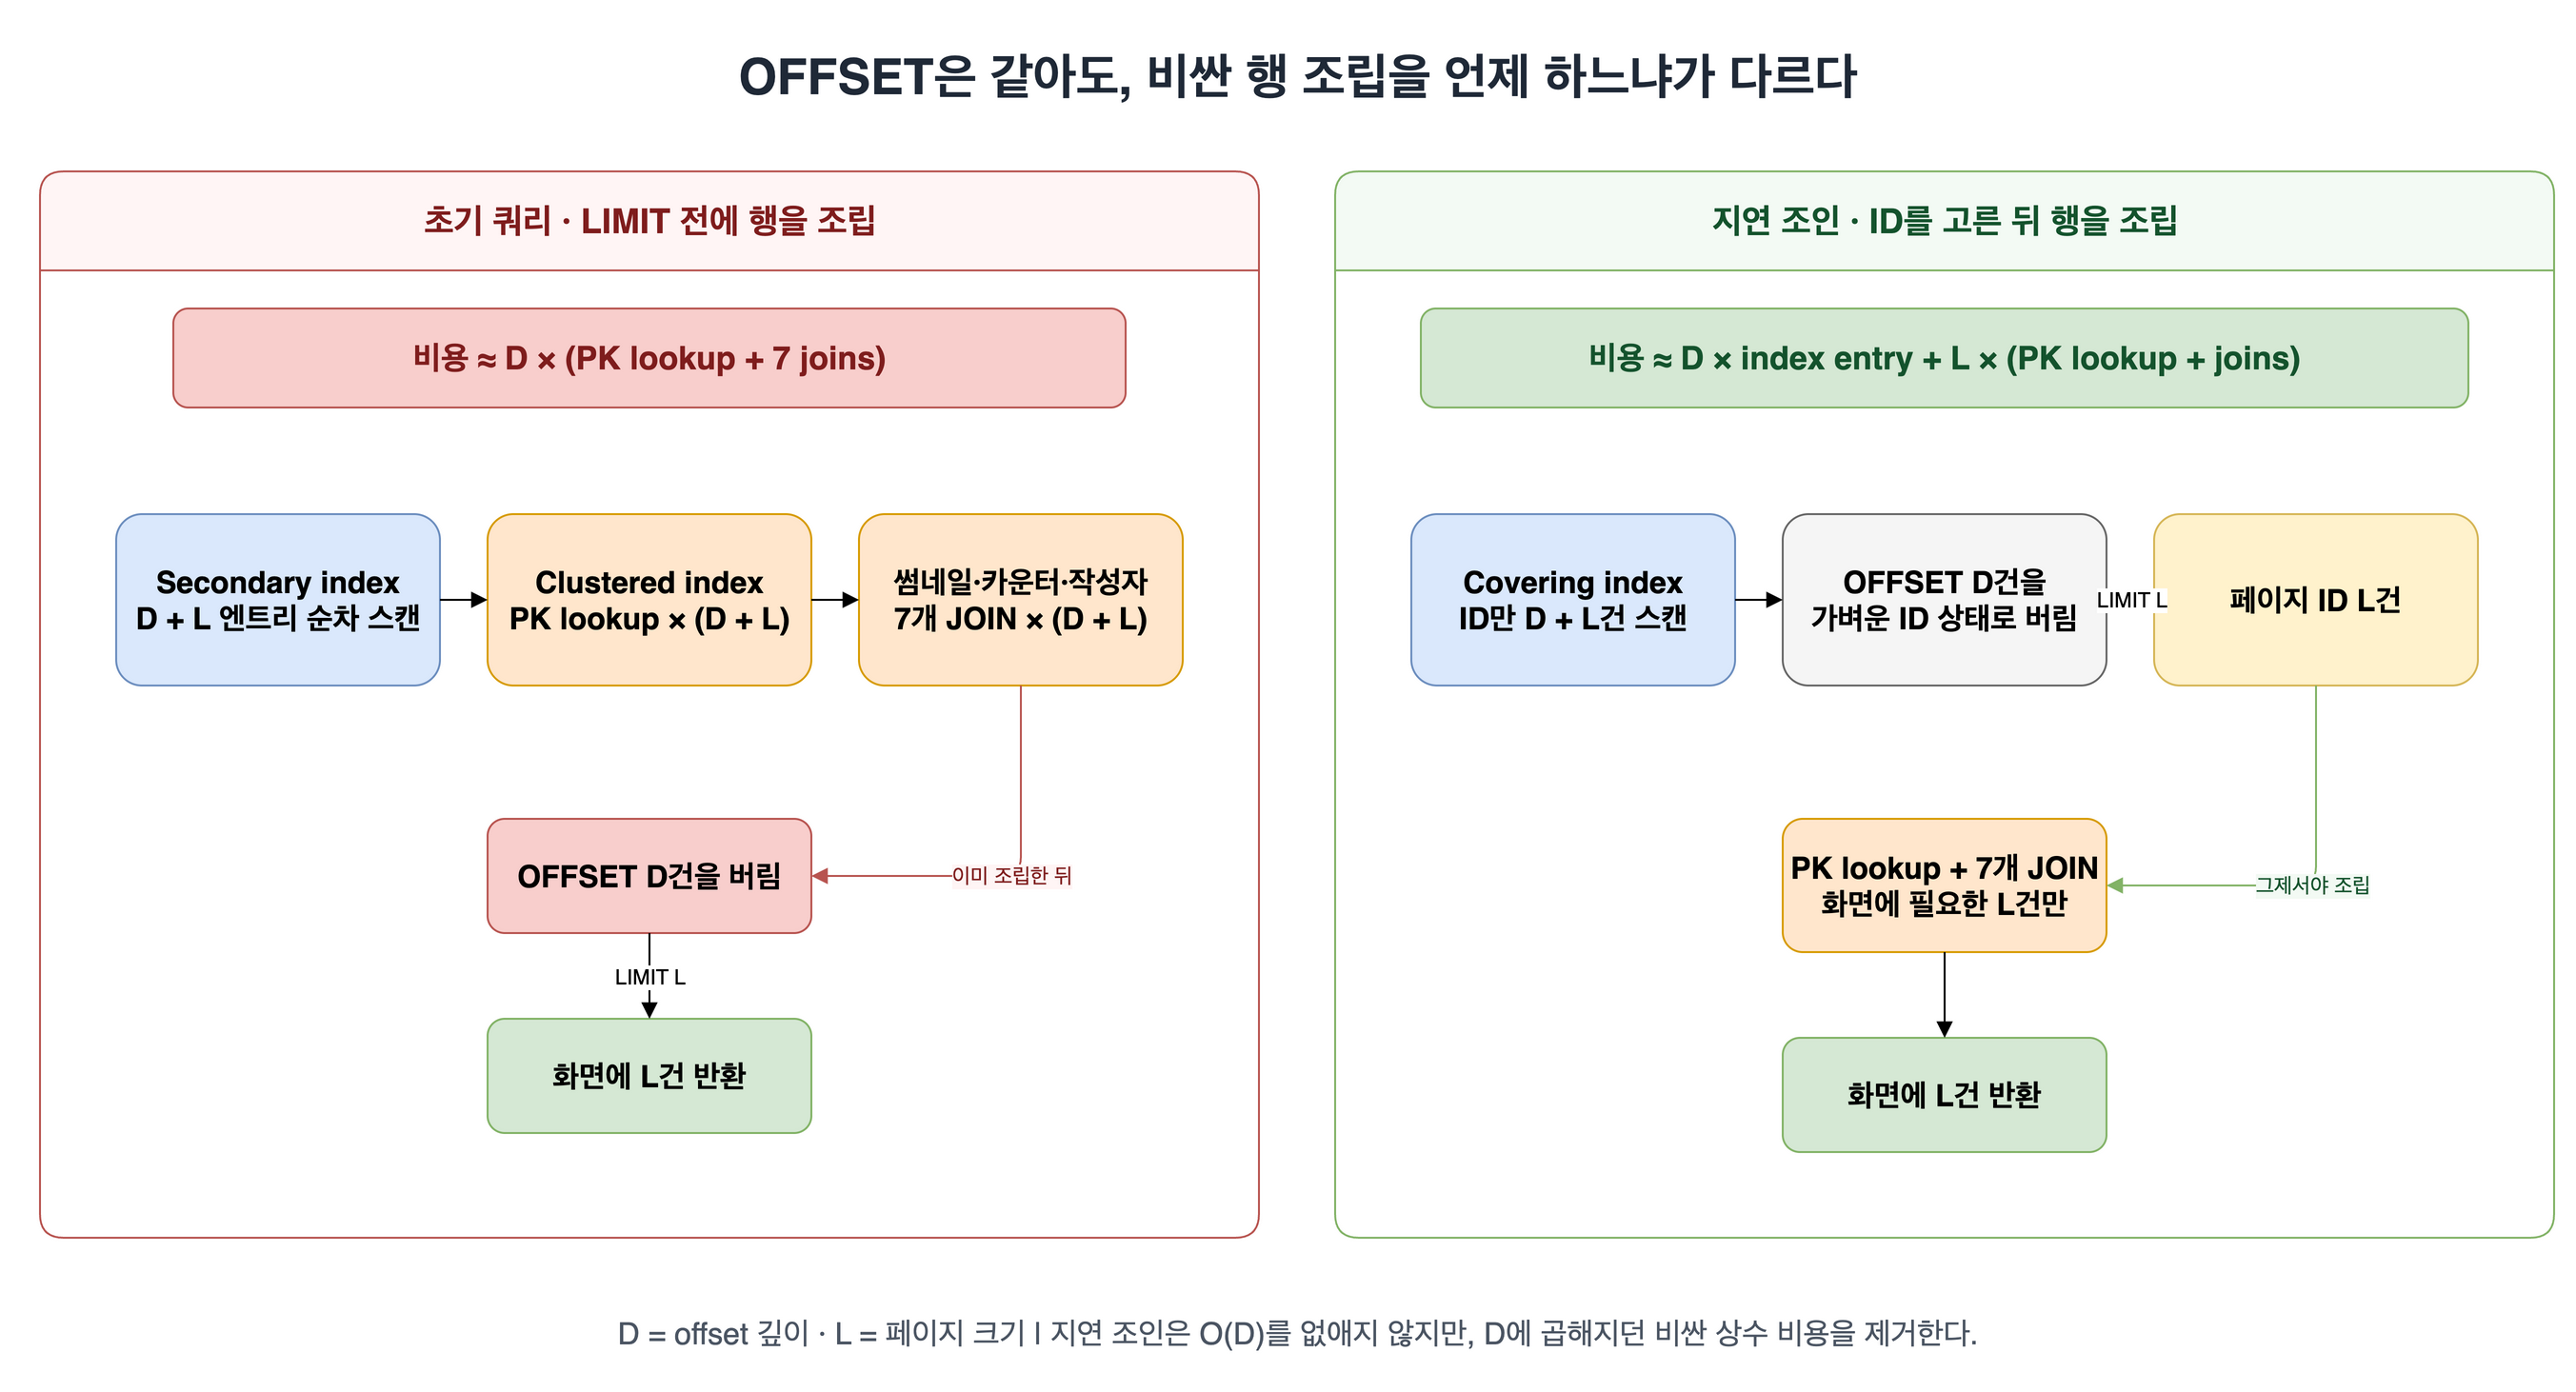 OFFSET은 같아도, 비싼 행 조립을 언제 하느냐가 다르다
초기 쿼리 · LIMIT 전에 행을 조립
비용 ≈ D × (PK lookup + 7 joins)
Secondary index
D + L 엔트리 순차 스캔
Clustered index
PK lookup × (D + L)
썸네일·카운터·작성자
7개 JOIN × (D + L)
이미 조립한 뒤
OFFSET D건을 버림
LIMIT L
화면에 L건 반환
지연 조인 · ID를 고른 뒤 행을 조립
비용 ≈ D × index entry + L × (PK lookup + joins)
Covering index
ID만 D + L건 스캔
OFFSET D건을
가벼운 ID 상태로 버림
LIMIT L
페이지 ID L건
그제서야 조립
PK lookup + 7개 JOIN
화면에 필요한 L건만
화면에 L건 반환
D = offset 깊이 · L = 페이지 크기 | 지연 조인은 O(D)를 없애지 않지만, D에 곱해지던 비싼 상수 비용을 제거한다.